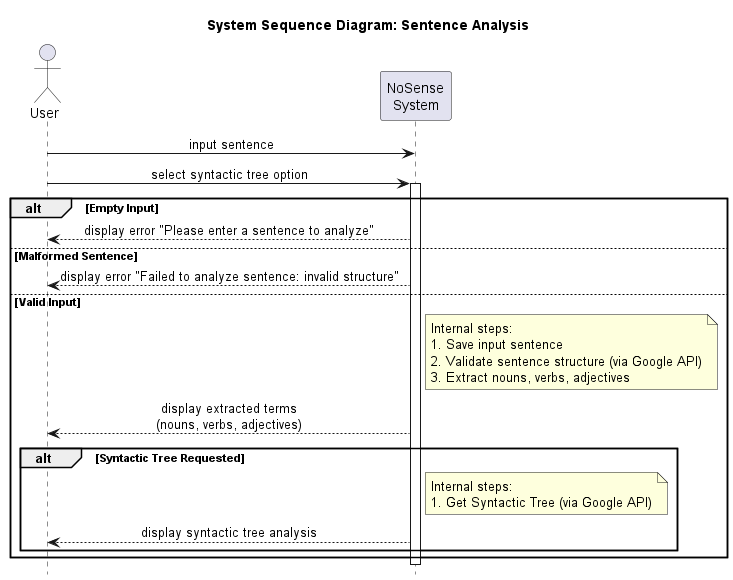 System Sequence Diagram: Sentence Analysis
User
NoSense
System
input sentence
select syntactic tree option
alt [Empty Input]
display error "Please enter a sentence to analyze"
[Malformed Sentence]
display error "Failed to analyze sentence: invalid structure"
[Valid Input]
Internal steps:
1. Save input sentence
2. Validate sentence structure (via Google API)
3. Extract nouns, verbs, adjectives
display extracted terms
(nouns, verbs, adjectives)
alt [Syntactic Tree Requested]
Internal steps:
1. Get Syntactic Tree (via Google API)
display syntactic tree analysis